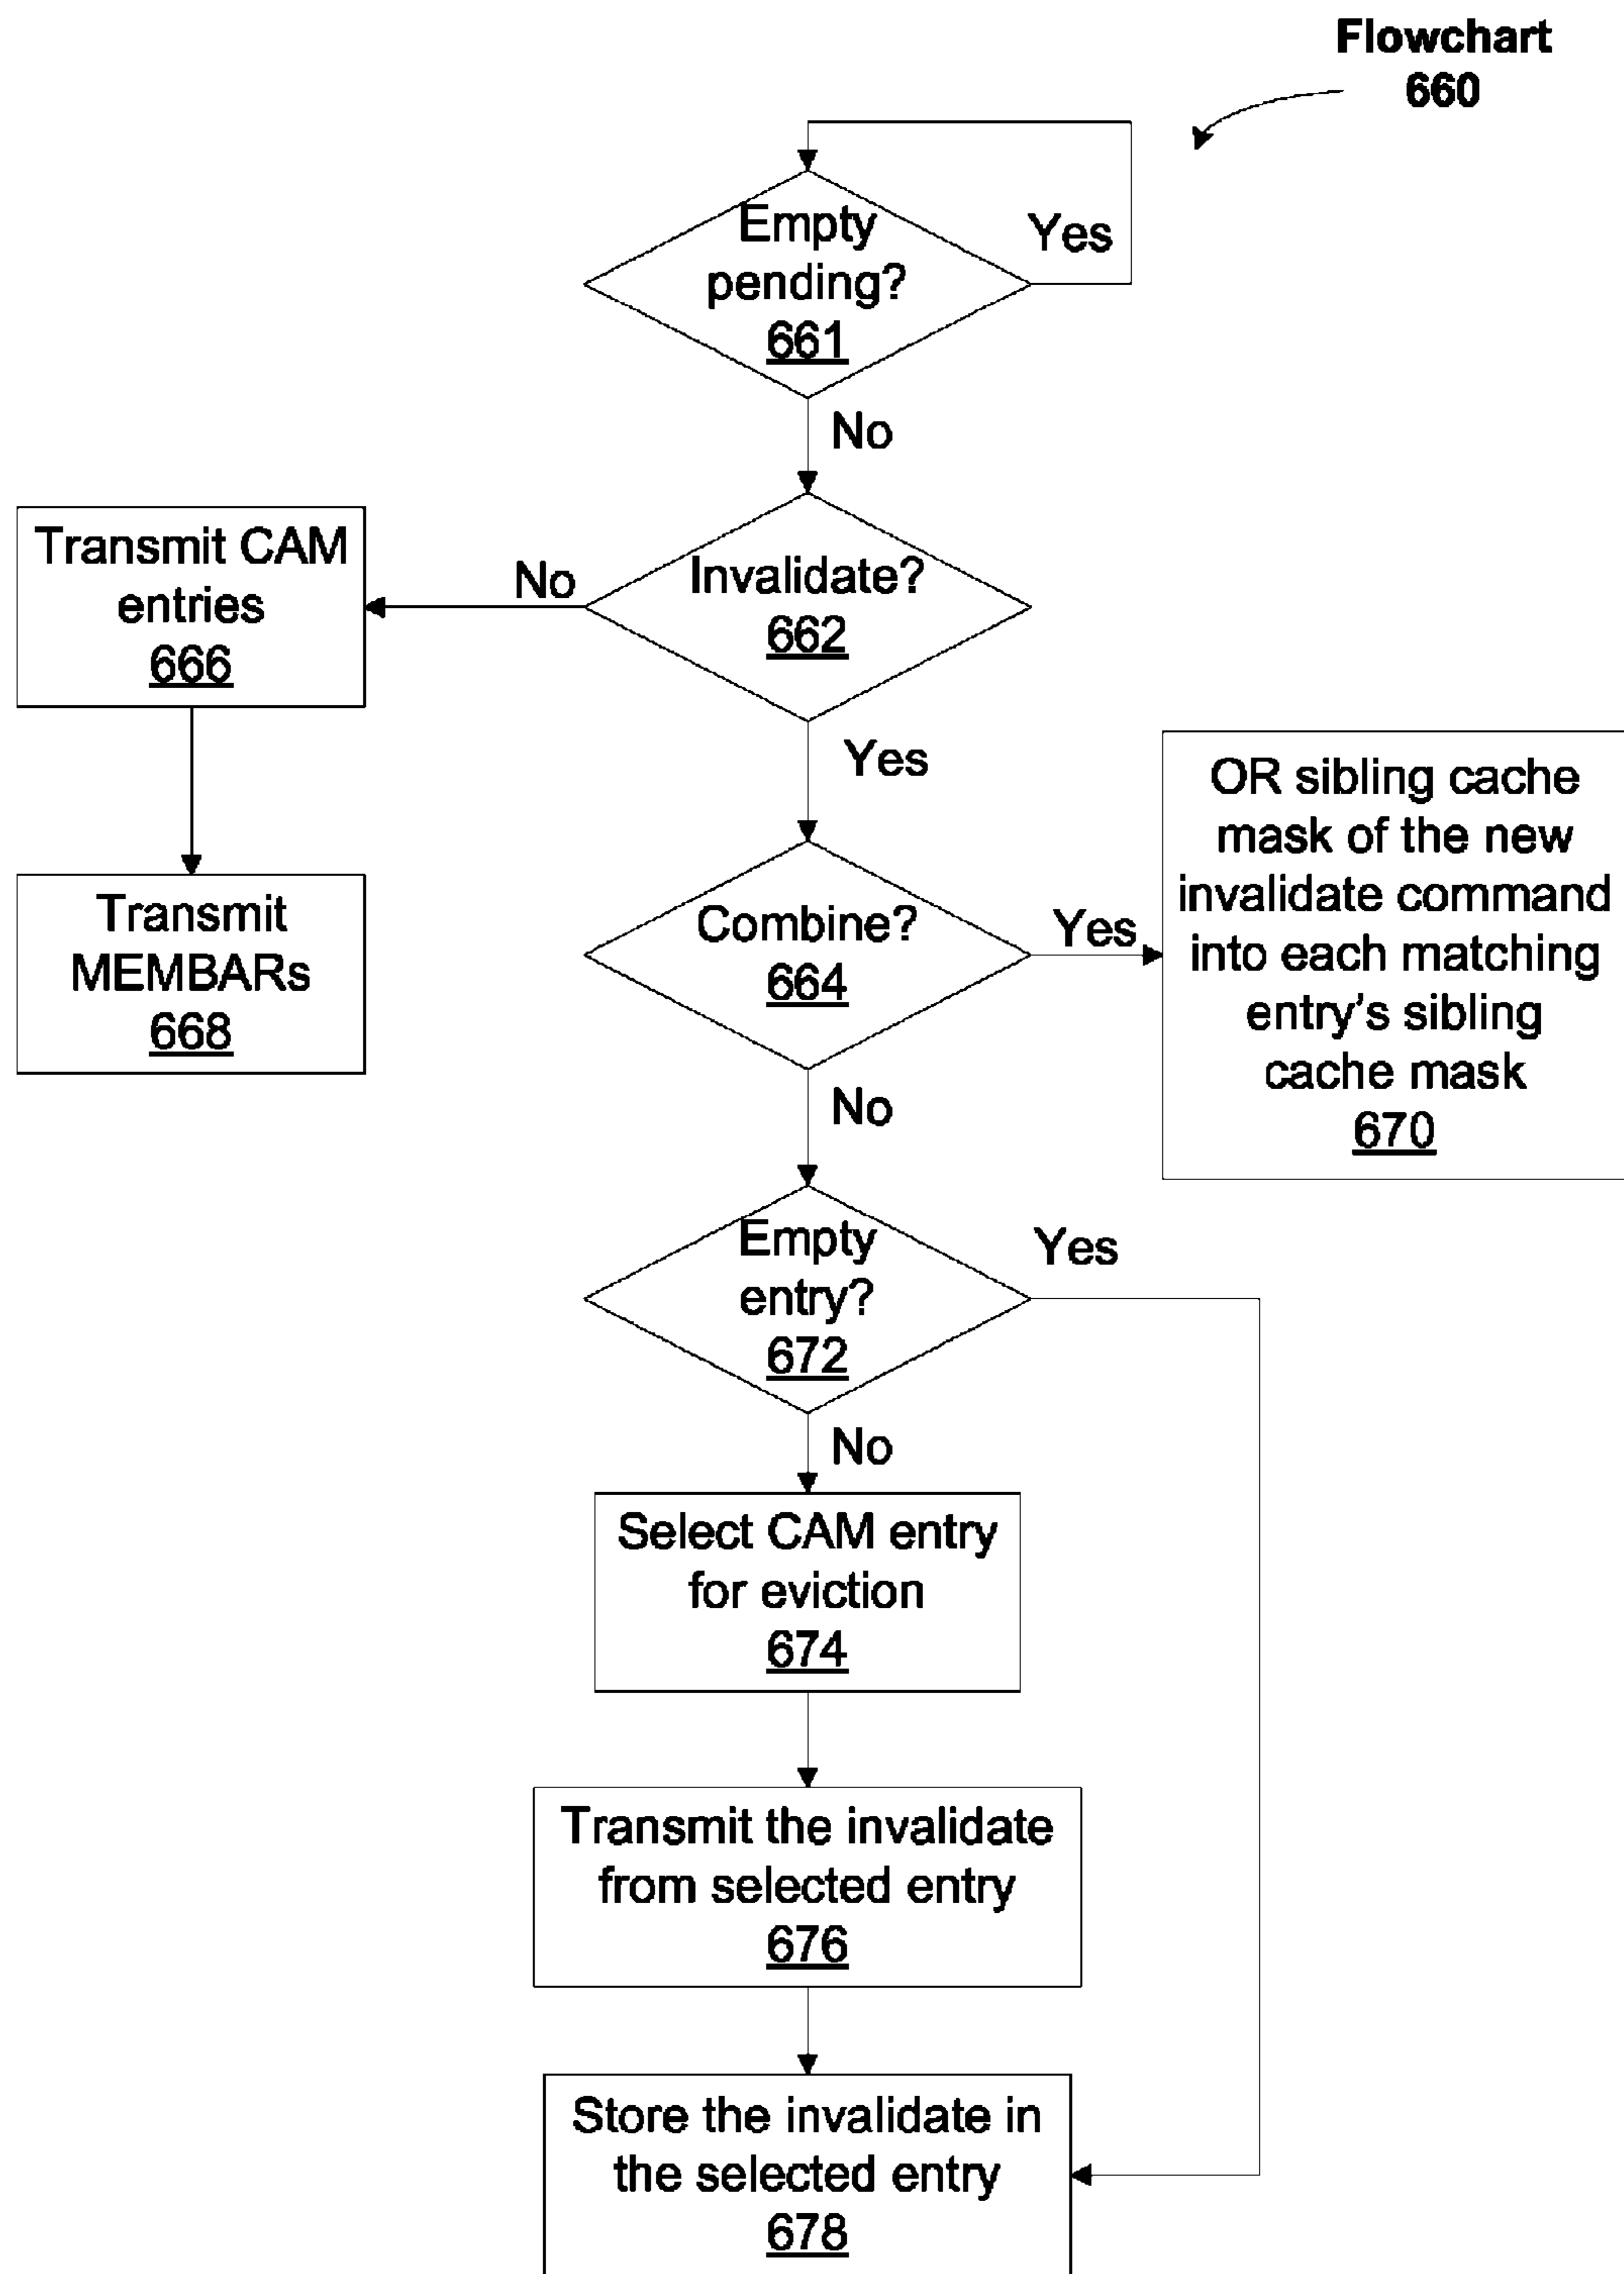 Flowchart
660
Empty
pending?
661
Yes
No
Invalidate?
662
No
Transmit CAM
entries
666
Yes
Transmit
MEMBARs
668
Combine?
664
Yes
OR sibling cache
mask of the new
invalidate command
into each matching
entry's sibling
cache mask
670
No
Empty
entry?
672
Yes
No
Select CAM entry
for eviction
674
Transmit the invalidate
from selected entry
676
Store the invalidate in
the selected entry
678